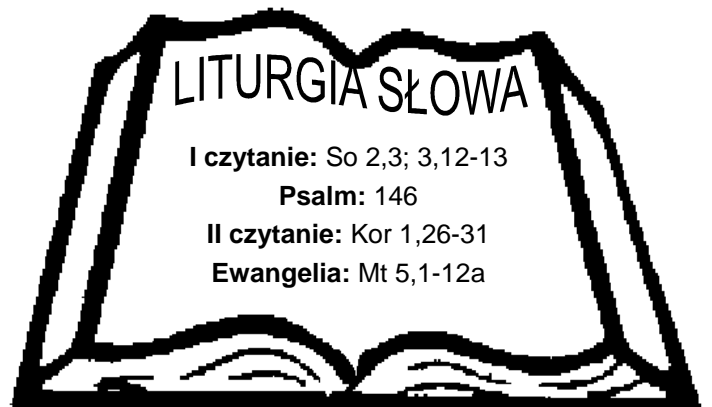 LITURGIA SŁOWA
I czytanie: So 2,3; 3,12-13
Psalm: 146
II czytanie: Kor 1,26-31
Ewangelia: Mt 5,1-12a